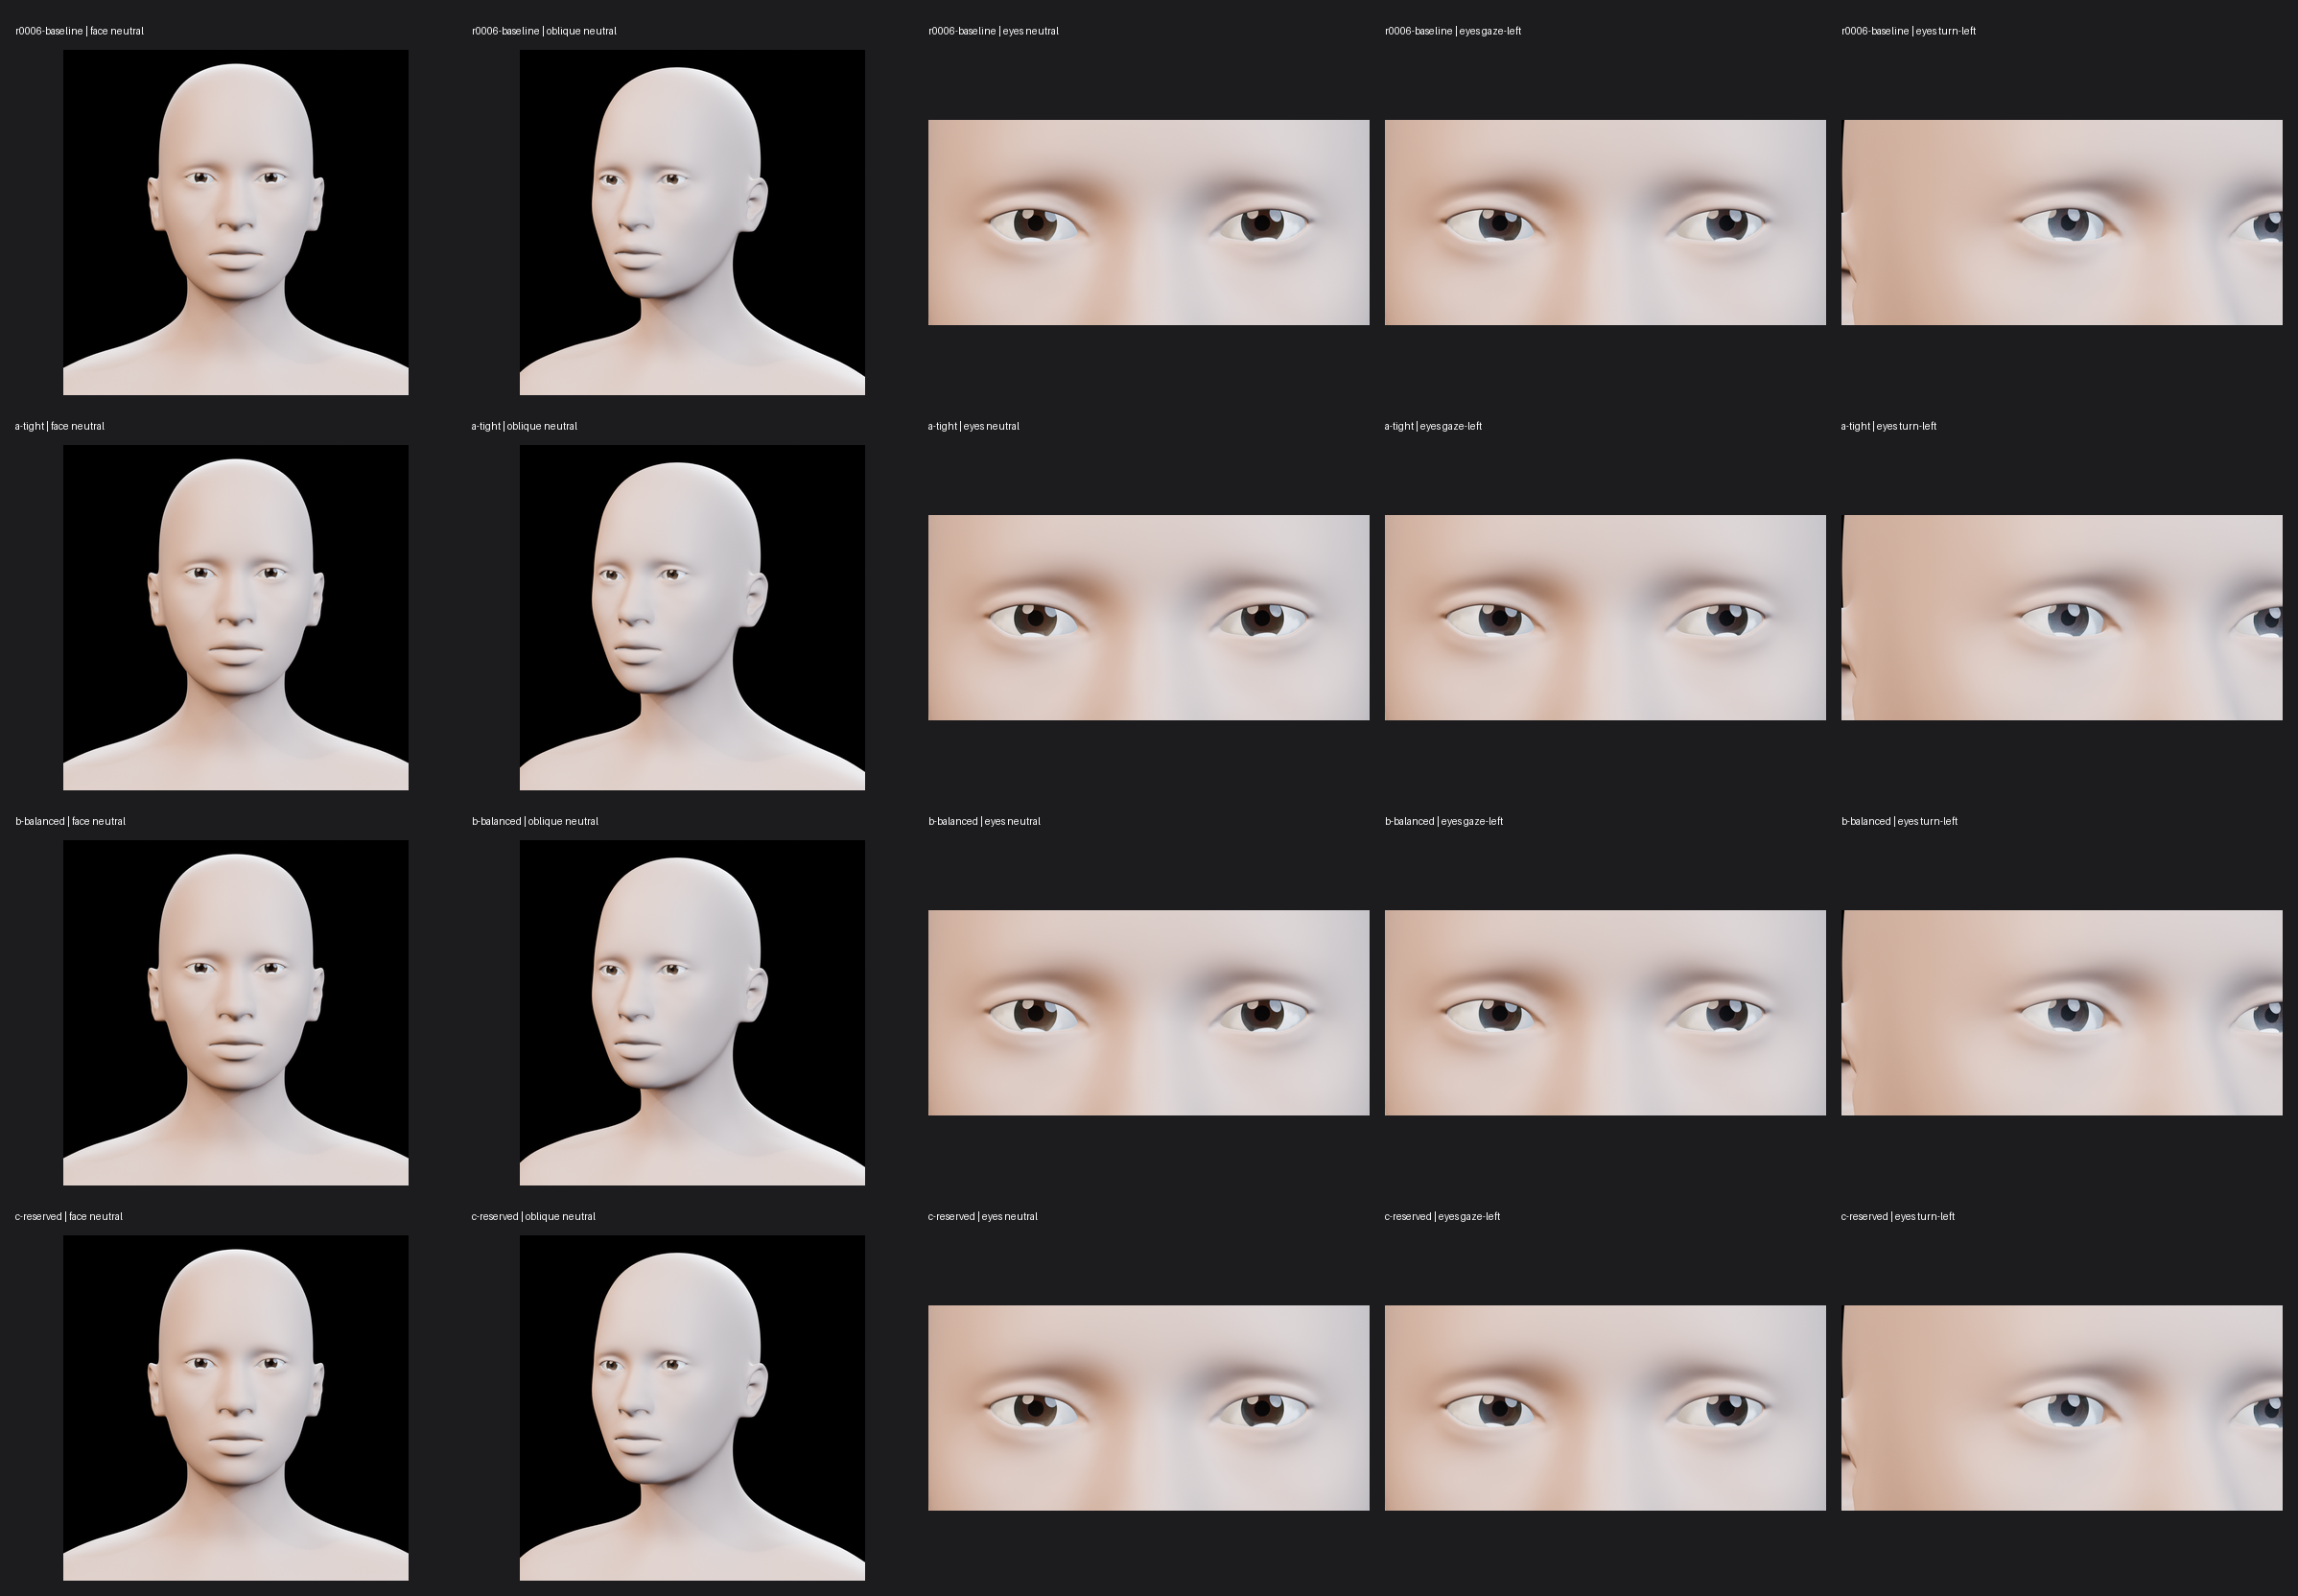 r0006-baseline | face neutral
r0006-baseline | oblique neutral
r0006-baseline | eyes neutral
r0006-baseline | eyes gaze-left
r0006-baseline | eyes turn-left
a-tight | face neutral
a-tight | oblique neutral
a-tight | eyes neutral
a-tight | eyes gaze-left
a-tight | eyes turn-left
b-balanced | face neutral
b-balanced | oblique neutral
b-balanced | eyes neutral
b-balanced | eyes gaze-left
b-balanced | eyes turn-left
c-reserved | face neutral
c-reserved | oblique neutral
c-reserved | eyes neutral
c-reserved | eyes gaze-left
c-reserved | eyes turn-left